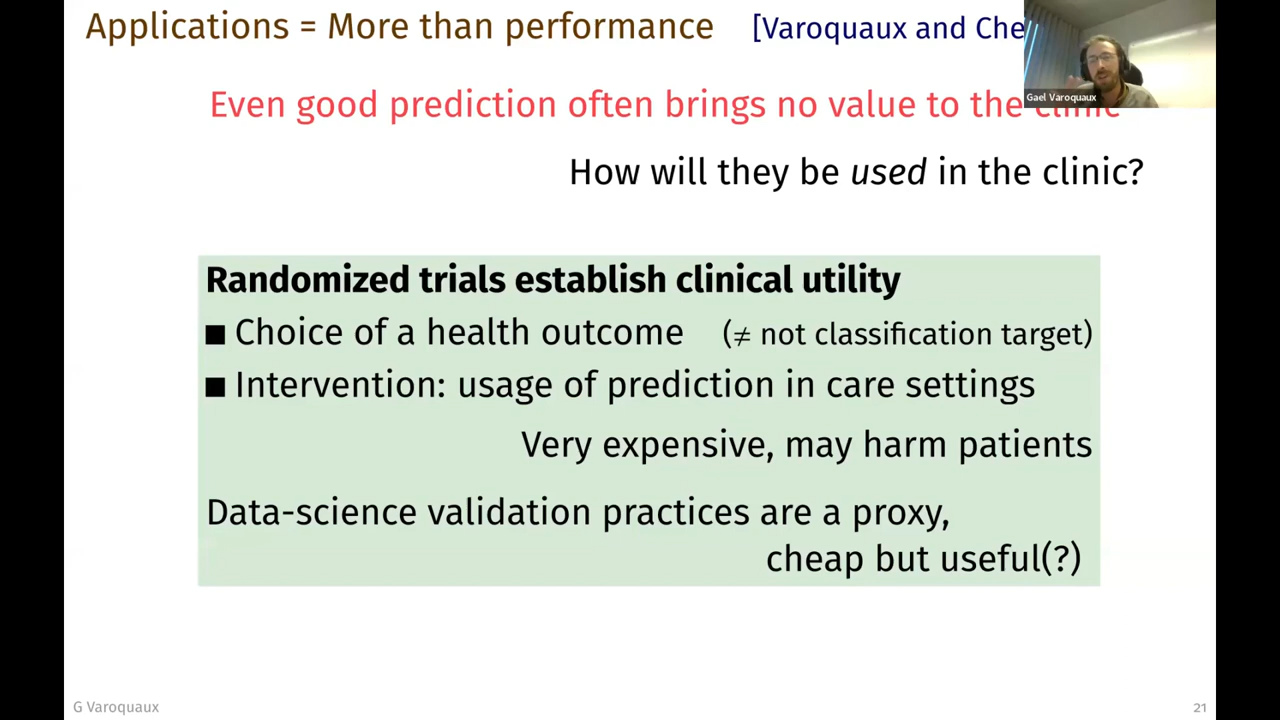 Applications = More than performance [Varoquaux and Che
Gael Varoquaux
Even good prediction often brings no value to the clinic
How will they be used in the clinic?
Randomized trials establish clinical utility
■ Choice of a health outcome (≠ not classification target)
■ Intervention: usage of prediction in care settings
Very expensive, may harm patients
Data-science validation practices are a proxy,
cheap but useful(?)
G Varoquaux
21